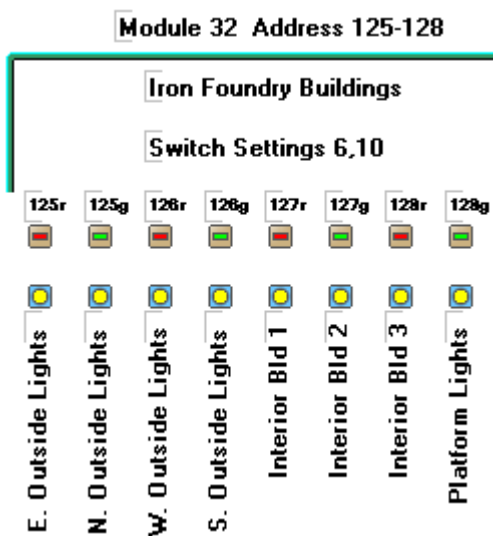 Module 32 Address 125-128
Iron Foundry Buildings
Switch Settings 6,10
125r 125g 126r 126g 127r 127g 128r 128g
E. Outside Lights
N. Outside Lights
W. Outside Lights
S. Outside Lights
Interior Bld 1
Interior Bld 2
Interior Bld 3
Platform Lights